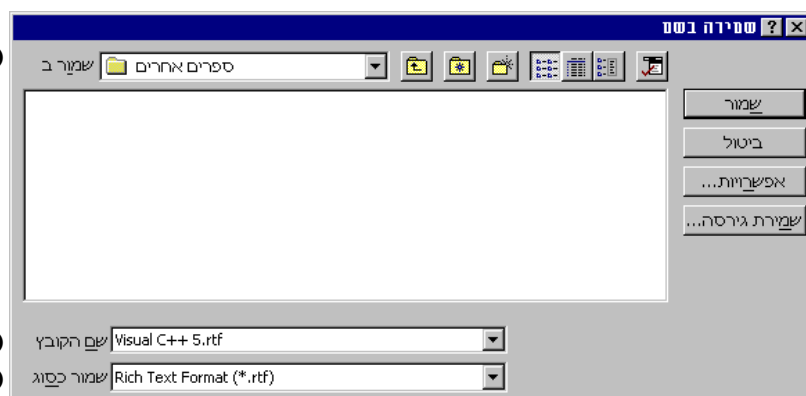 שמירה בשם
שמור ב
ספרים אחרים
שמור
ביטול
אפשרויות...
שמירת גירסה...
שם הקובץ
Visual C++ 5.rtf
שמור כסוג
Rich Text Format (*.rtf)